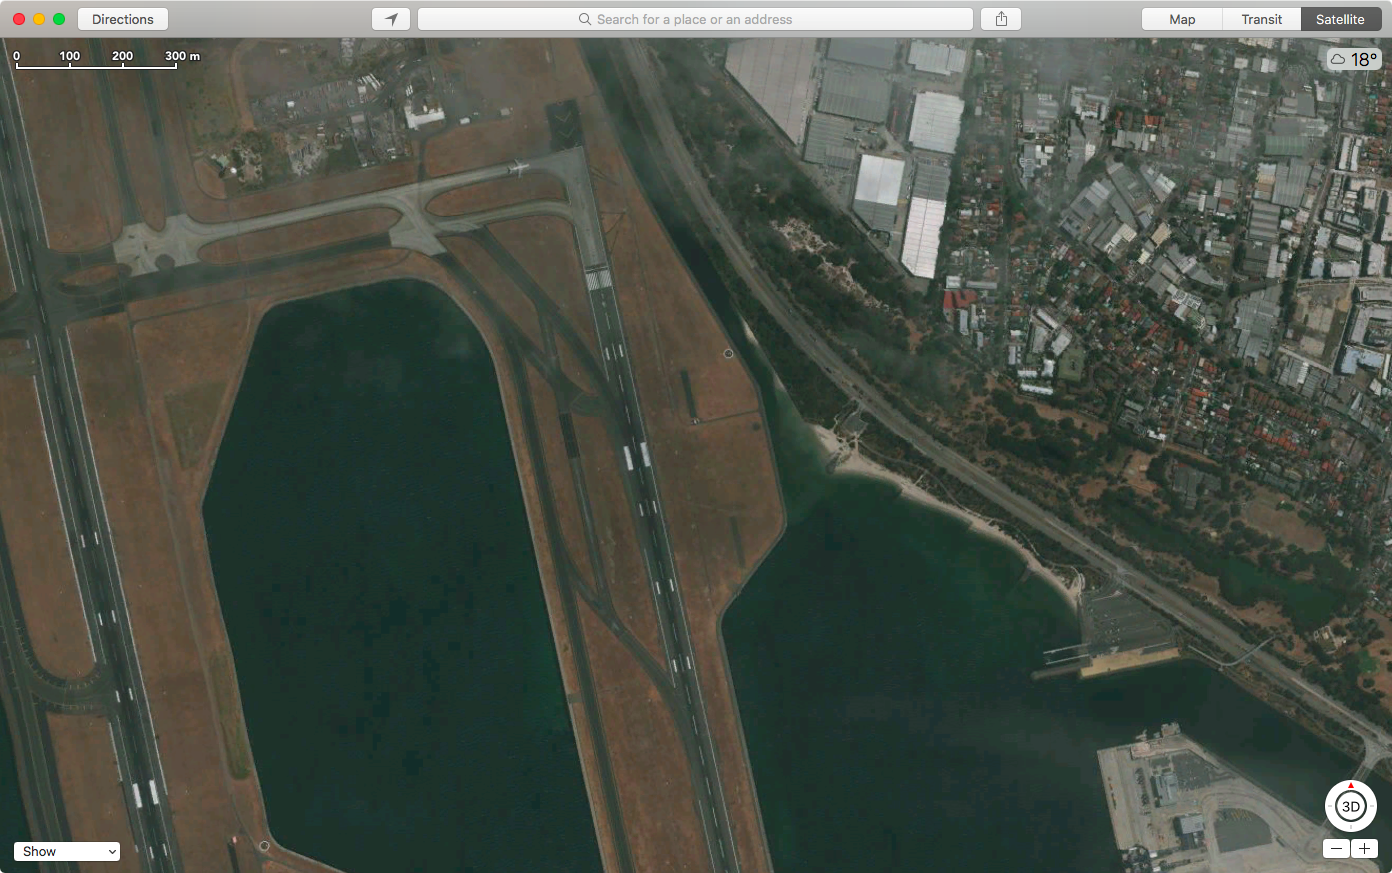 Directions
Search for a place or an address
Map
Transit
Satellite
0 100 200 300 m
18°
3D
Show